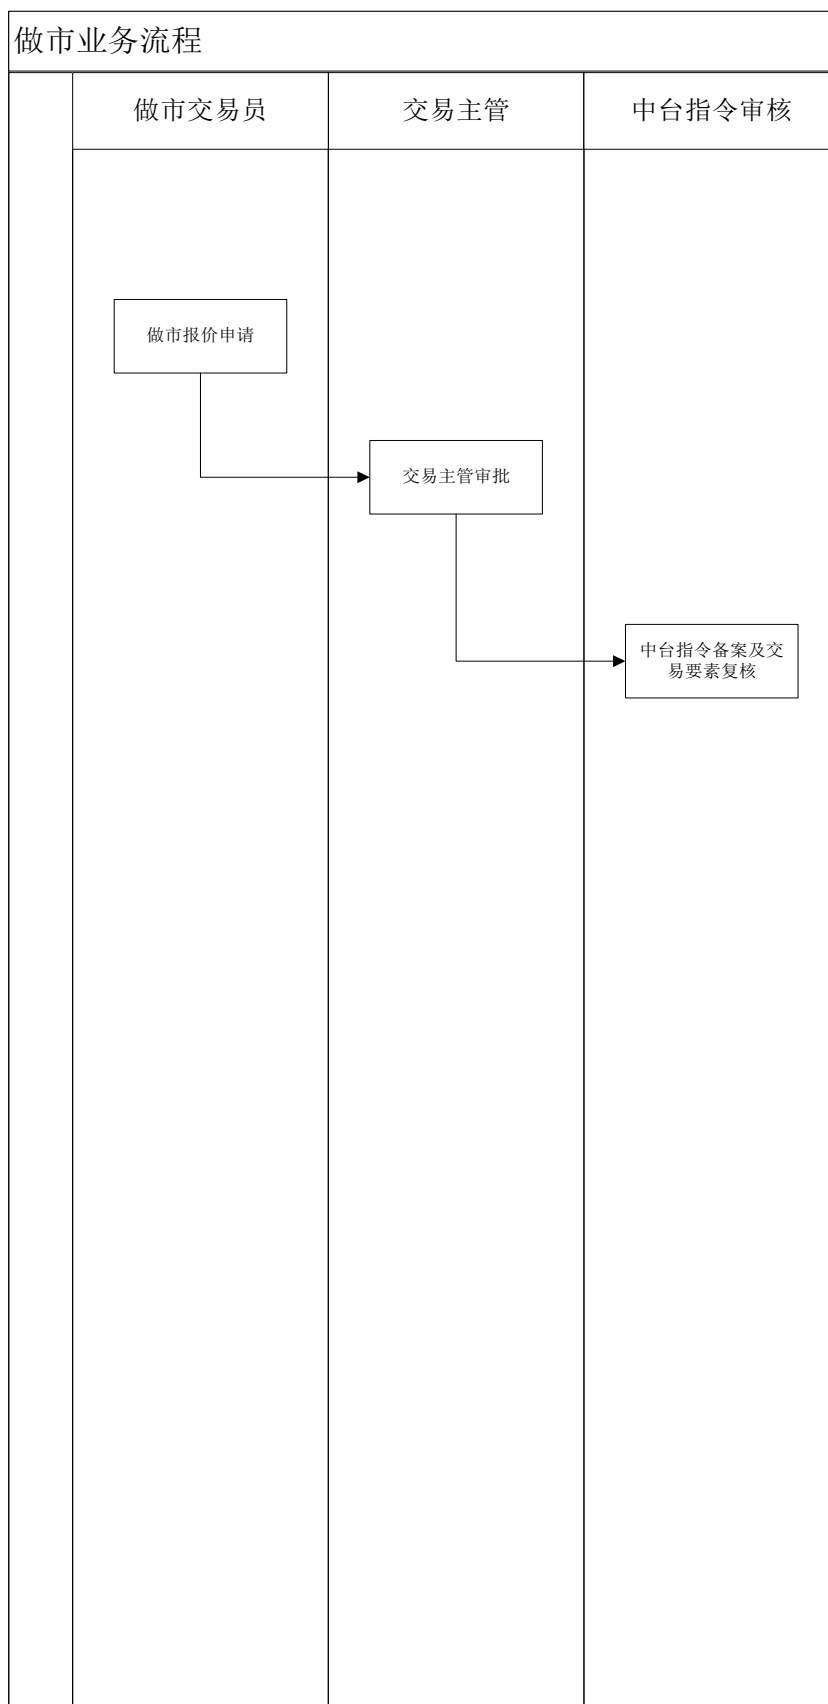 做市业务流程
做市交易员
交易主管
中台指令审核
做市报价申请
交易主管审批
中台指令备案及交
易要素复核